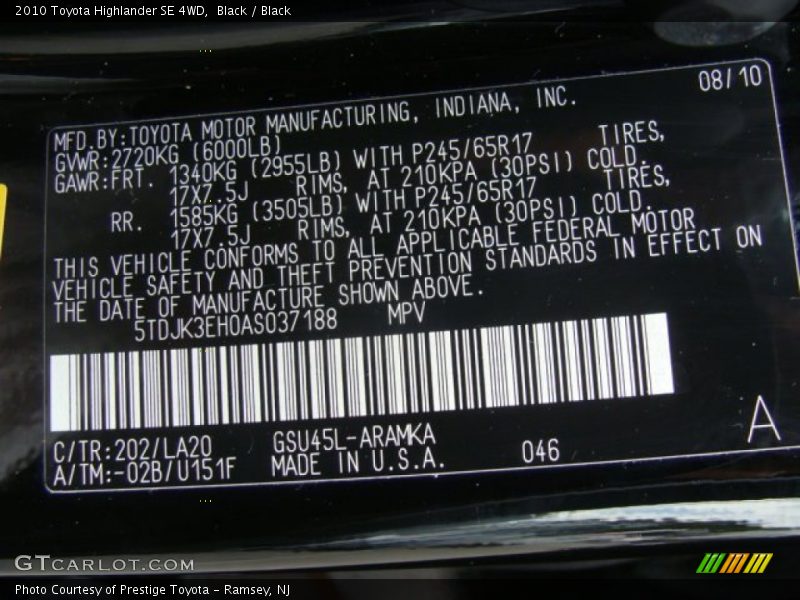 2010 Toyota Highlander SE 4WD,  Black / Black
08/10
MFD.BY:TOYOTA MOTOR MANUFACTURING, INDIANA, INC.
GVWR:2720KG (6000LB)
GAWR:FRT. 1340KG (2955LB) WITH P245/65R17 TIRES,
17X7.5J RIMS, AT 210KPA (30PSI) COLD.
RR. 1585KG (3505LB) WITH P245/65R17 TIRES,
17X7.5J RIMS, AT 210KPA (30PSI) COLD.
THIS VEHICLE CONFORMS TO ALL APPLICABLE FEDERAL MOTOR
VEHICLE SAFETY AND THEFT PREVENTION STANDARDS IN EFFECT ON
THE DATE OF MANUFACTURE SHOWN ABOVE.
5TDJK3EH0AS037188 MPV
C/TR:202/LA20 GSU45L-ARAMKA
A/TM:-02B/U151F MADE IN U.S.A. 046 A
GTCARLOT.COM
Photo Courtesy of Prestige Toyota - Ramsey, NJ